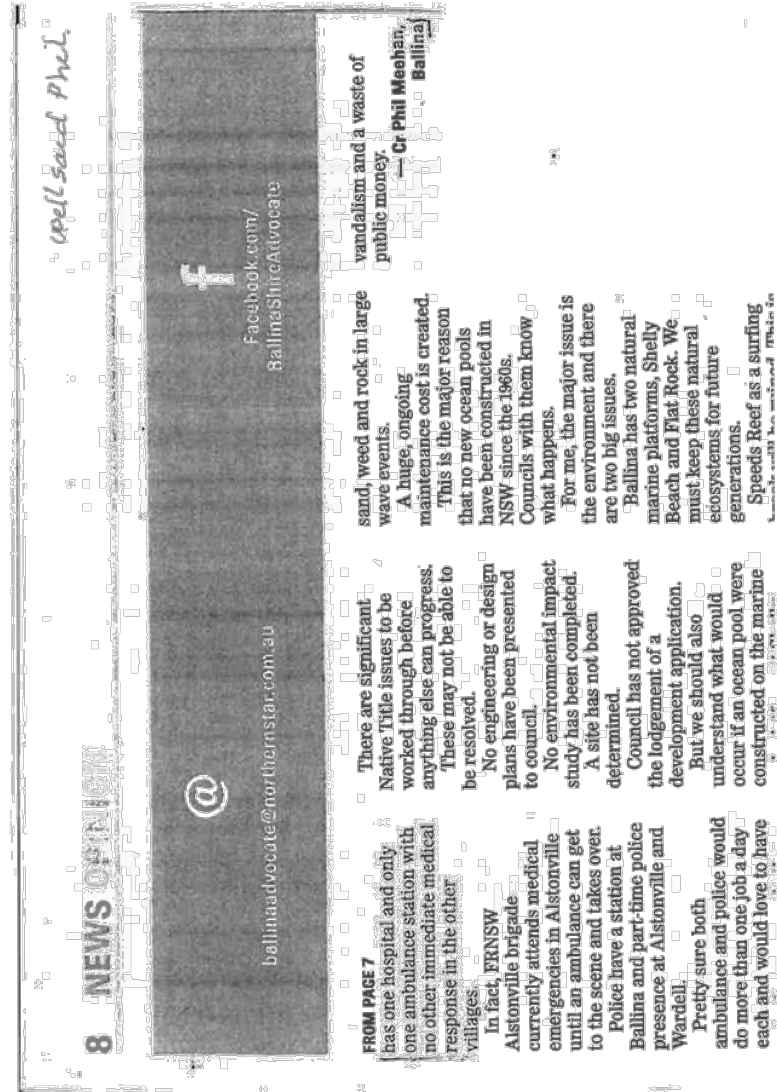 well said Phil.
8 NEWS OPINION
@
ballinaadvocate@northernstar.com.au
f
Facebook.com/
BallinaShireAdvocate
FROM PAGE 7
has one hospital and only
one ambulance station with
no other immediate medical
response in the other
villages.
In fact, FRNSW
Alstonville brigade
currently attends medical
emergencies in Alstonville
until an ambulance can get
to the scene and takes over.
Police have a station at
Ballina and part-time police
presence at Alstonville and
Wardell.
Pretty sure both
ambulance and police would
do more than one job a day
each and would love to have
There are significant
Native Title issues to be
worked through before
anything else can progress.
These may not be able to
be resolved.
No engineering or design
plans have been presented
to council.
No environmental impact
study has been completed.
A site has not been
determined.
Council has not approved
the lodgement of a
development application.
But we should also
understand what would
occur if an ocean pool were
constructed on the marine
sand, weed and rock in large
wave events.
A huge, ongoing
maintenance cost is created.
This is the major reason
that no new ocean pools
have been constructed in
NSW since the 1960s.
Councils with them know
what happens.
For me, the major issue is
the environment and there
are two big issues.
Ballina has two natural
marine platforms, Shelly
Beach and Flat Rock. We
must keep these natural
ecosystems for future
generations.
Speeds Reef as a surfing
vandalism and a waste of
public money.
— Cr Phil Meehan,
Ballina